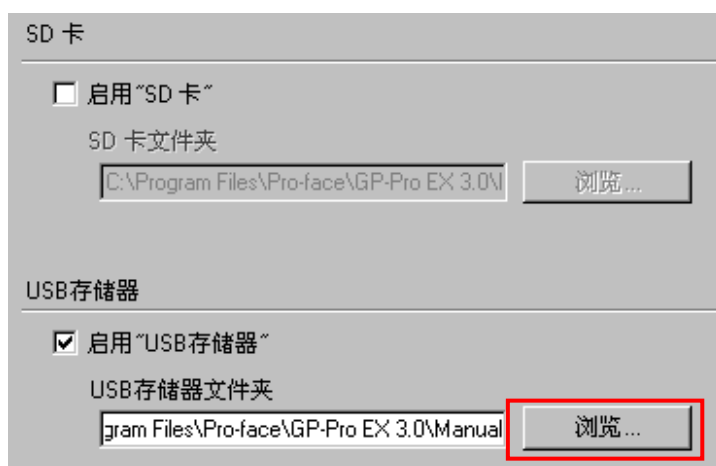 SD 卡
启用"SD 卡"
SD 卡文件夹
C:\Program Files\Pro-face\GP-Pro EX 3.0\I
浏览...
USB存储器
启用"USB存储器"
USB存储器文件夹
gram Files\Pro-face\GP-Pro EX 3.0\Manual
浏览...